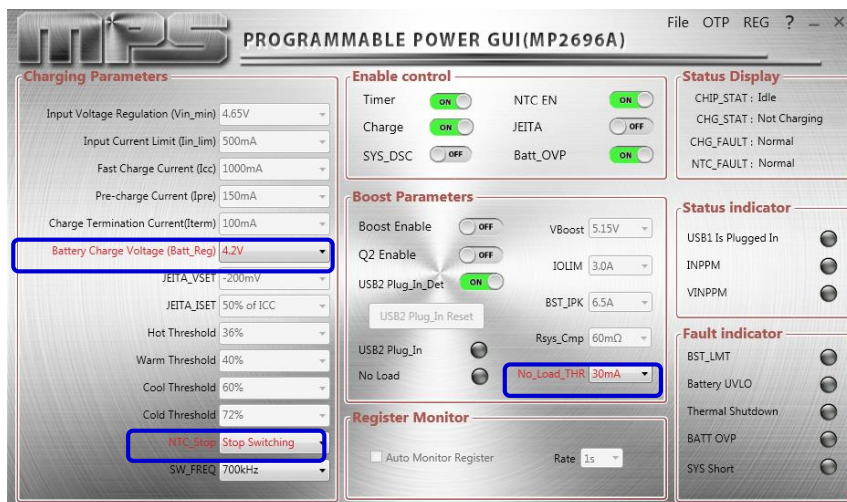 MPS
PROGRAMMABLE POWER GUI(MP2696A)
File OTP REG ? – ×
Charging Parameters
Input Voltage Regulation (Vin_min) 4.65V
Input Current Limit (Iin_lim) 500mA
Fast Charge Current (Icc) 1000mA
Pre-charge Current (Ipre) 150mA
Charge Termination Current(Iterm) 100mA
Battery Charge Voltage (Batt_Reg) 4.2V
JEITA_VSET -200mV
JEITA_ISET 50% of ICC
Hot Threshold 36%
Warm Threshold 40%
Cool Threshold 60%
Cold Threshold 72%
NTC_Stop Stop Switching
SW_FREQ 700kHz
Enable control
Timer ON NTC EN ON
Charge ON JEITA OFF
SYS_DSC OFF Batt_OVP ON
Boost Parameters
Boost Enable OFF
Q2 Enable OFF
USB2 Plug_In_Det ON
USB2 Plug_In Reset
USB2 Plug_In
No Load
VBoost 5.15V
IOLIM 3.0A
BST_IPK 6.5A
Rsys_Cmp 60mΩ
No_Load_THR 30mA
Register Monitor
Auto Monitor Register Rate 1s
Status Display
CHIP_STAT : Idle
CHG_STAT : Not Charging
CHG_FAULT : Normal
NTC_FAULT : Normal
Status indicator
USB1 Is Plugged In
INPPM
VINPPM
Fault indicator
BST_LMT
Battery UVLO
Thermal Shutdown
BATT OVP
SYS Short